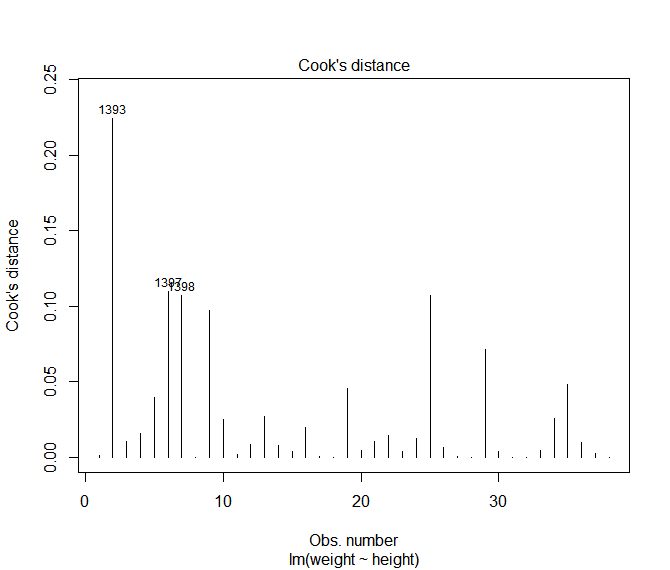 Cook's distance
0.25
0.20
0.15
0.10
0.05
0.00
Cook's distance
1393
1397
1398
0 10 20 30
Obs. number
lm(weight ~ height)